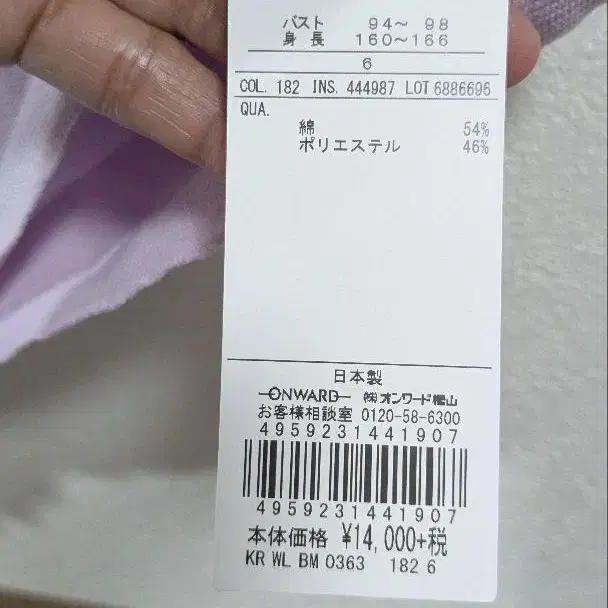 バスト 94～ 98
身 長 160～166
6
COL. 182 INS. 444987 LOT 6886696
QUA.
綿 54%
ポリエステル 46%
日本製
ONWARD ㈱オンワード樫山
お客様相談室 0120-58-6300
4959231441907
4959231441907
本体価格 ¥14,000+税
KR WL BM 0363 182 6